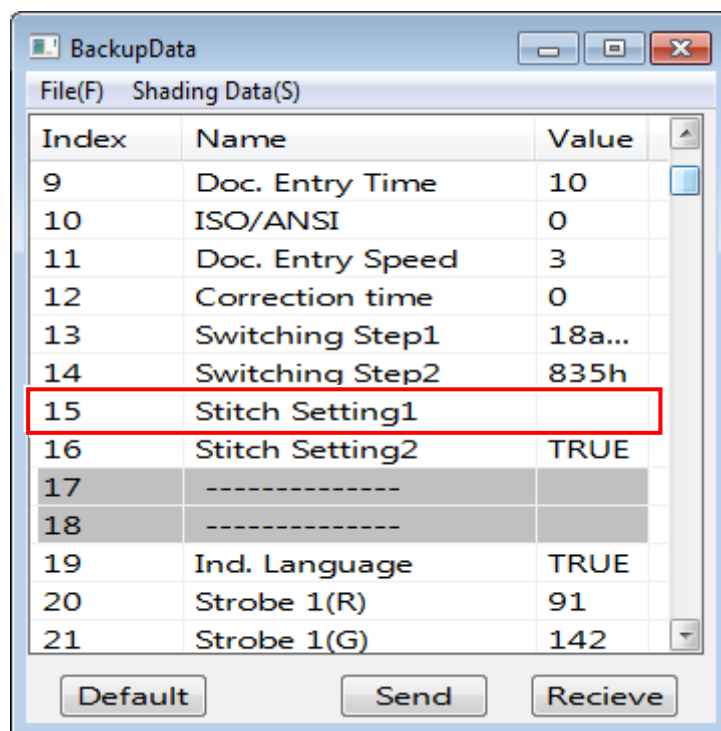 BackupData
File(F) Shading Data(S)
Index Name Value
9 Doc. Entry Time 10
10 ISO/ANSI 0
11 Doc. Entry Speed 3
12 Correction time 0
13 Switching Step1 18a...
14 Switching Step2 835h
15 Stitch Setting1
16 Stitch Setting2 TRUE
17 --------------
18 --------------
19 Ind. Language TRUE
20 Strobe 1(R) 91
21 Strobe 1(G) 142
Default Send Recieve